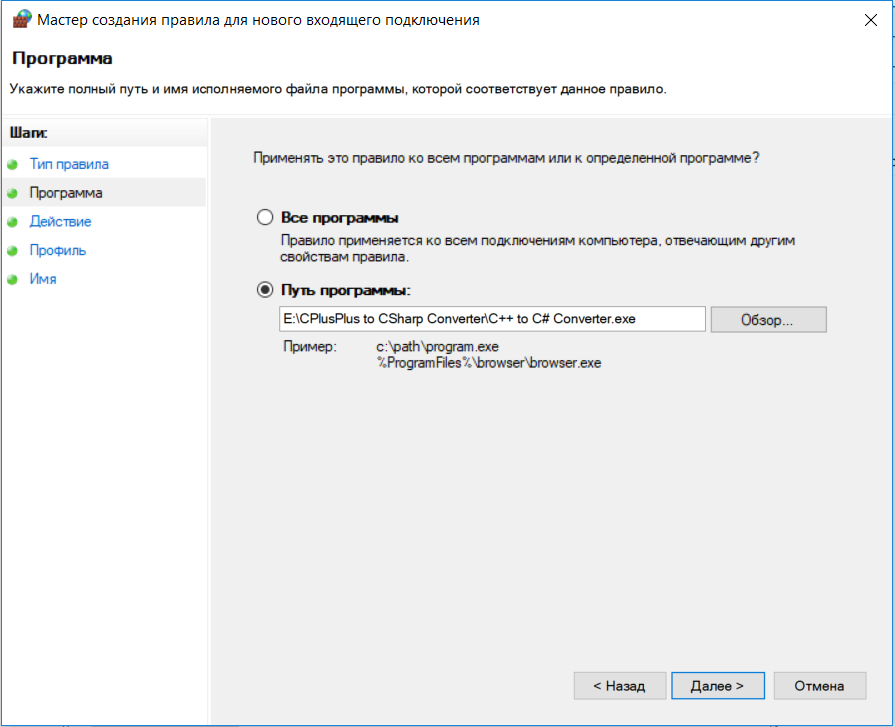 Мастер создания правила для нового входящего подключения
Программа
Укажите полный путь и имя исполняемого файла программы, которой соответствует данное правило.
Шаги:
Тип правила
Программа
Действие
Профиль
Имя
Применять это правило ко всем программам или к определенной программе?
Все программы
Правило применяется ко всем подключениям компьютера, отвечающим другим
свойствам правила.
Путь программы:
E:\CPlusPlus to CSharp Converter\C++ to C# Converter.exe
Обзор...
Пример: c:\path\program.exe
%ProgramFiles%\browser\browser.exe
< Назад Далее > Отмена